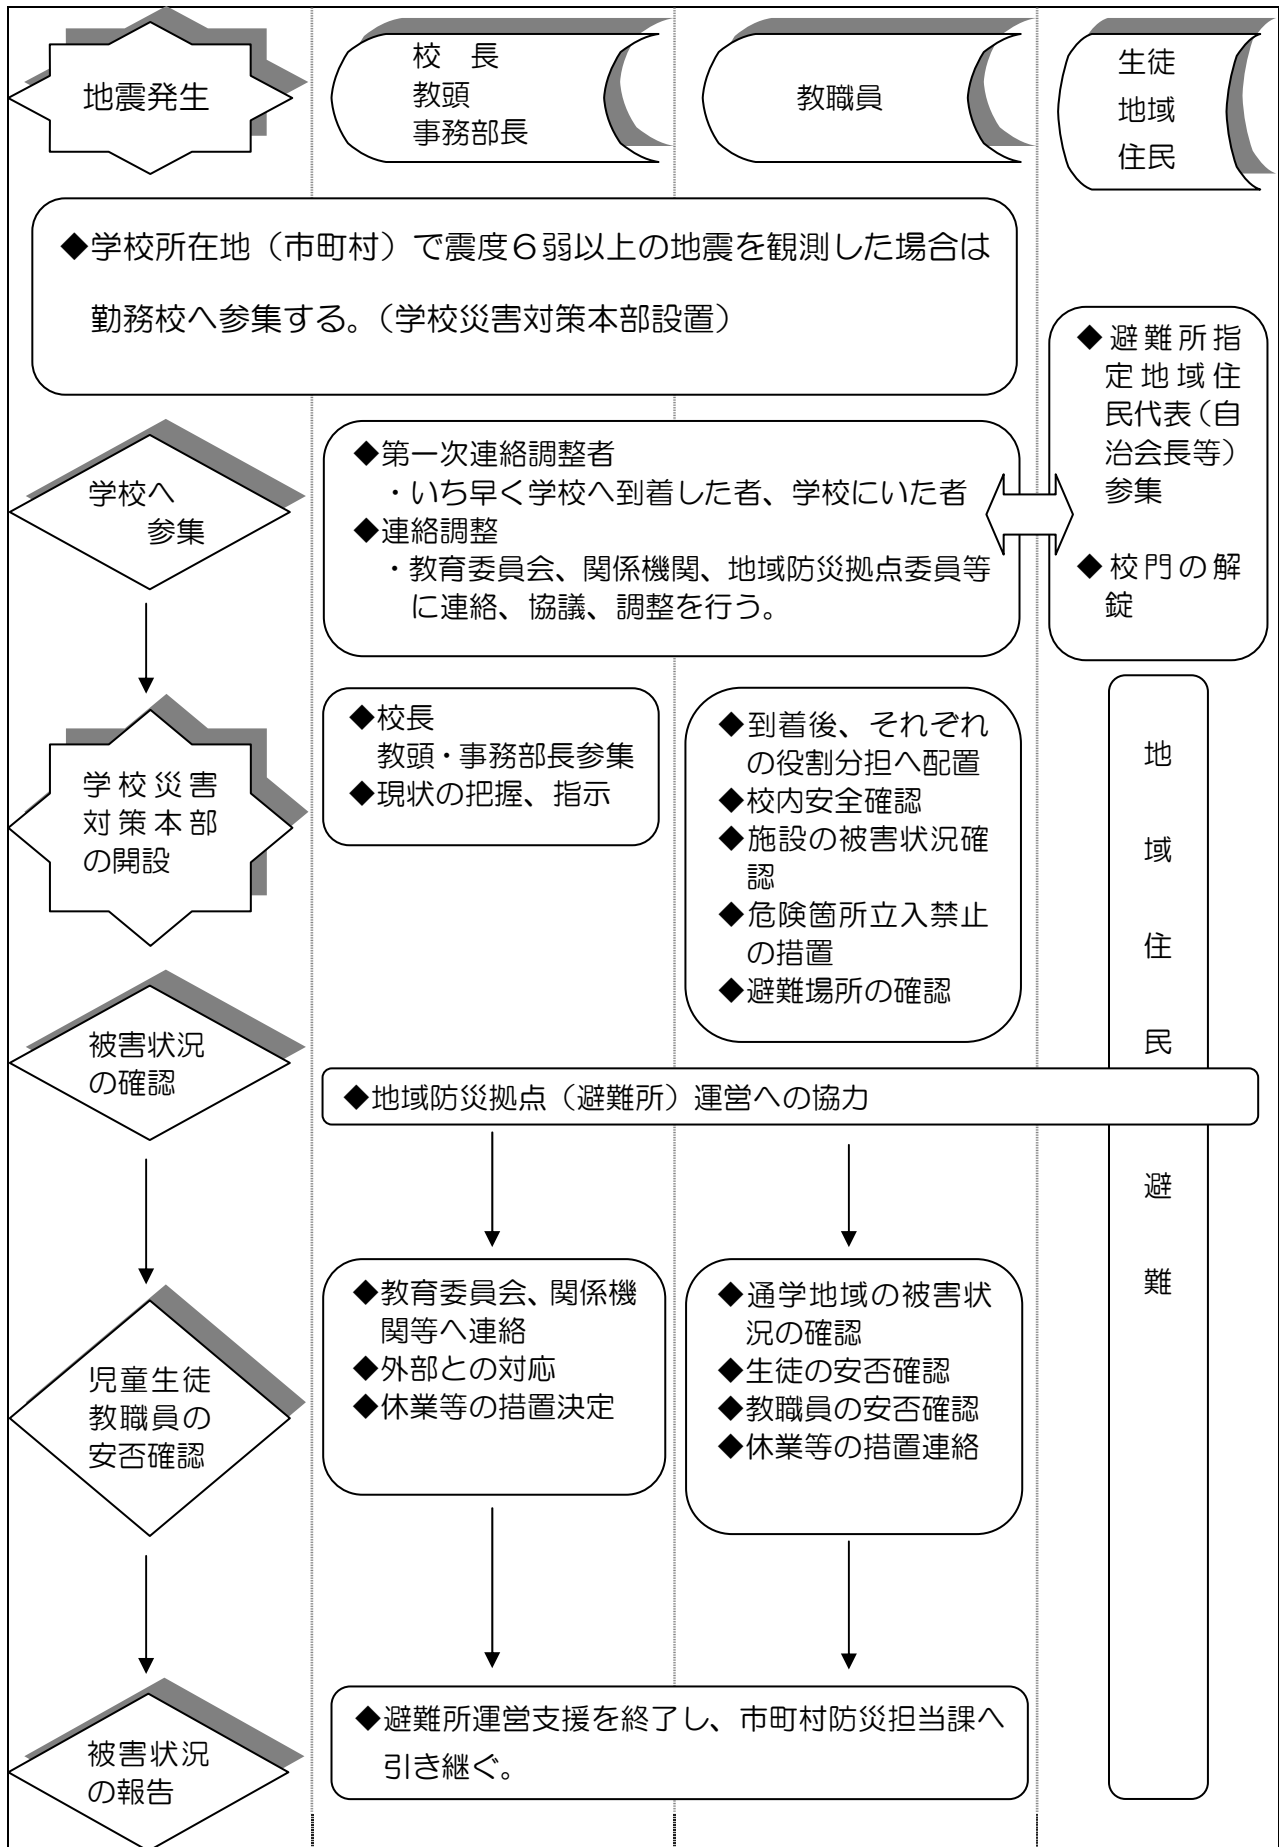 地震発生
校　長
教頭
事務部長
教職員
生徒
地域
住民
◆学校所在地（市町村）で震度６弱以上の地震を観測した場合は
勤務校へ参集する。（学校災害対策本部設置）
学校へ
参集
◆第一次連絡調整者
・いち早く学校へ到着した者、学校にいた者
◆連絡調整
・教育委員会、関係機関、地域防災拠点委員等
に連絡、協議、調整を行う。
◆避難所指
定地域住
民代表（自
治会長等）
参集
◆校門の解
錠
学校災害
対策本部
の開設
◆校長
教頭・事務部長参集
◆現状の把握、指示
◆到着後、それぞれ
の役割分担へ配置
◆校内安全確認
◆施設の被害状況確
認
◆危険箇所立入禁止
の措置
◆避難場所の確認
地域住民避難
被害状況
の確認
◆地域防災拠点（避難所）運営への協力
児童生徒
教職員の
安否確認
◆教育委員会、関係機
関等へ連絡
◆外部との対応
◆休業等の措置決定
◆通学地域の被害状
況の確認
◆生徒の安否確認
◆教職員の安否確認
◆休業等の措置連絡
被害状況
の報告
◆避難所運営支援を終了し、市町村防災担当課へ
引き継ぐ。